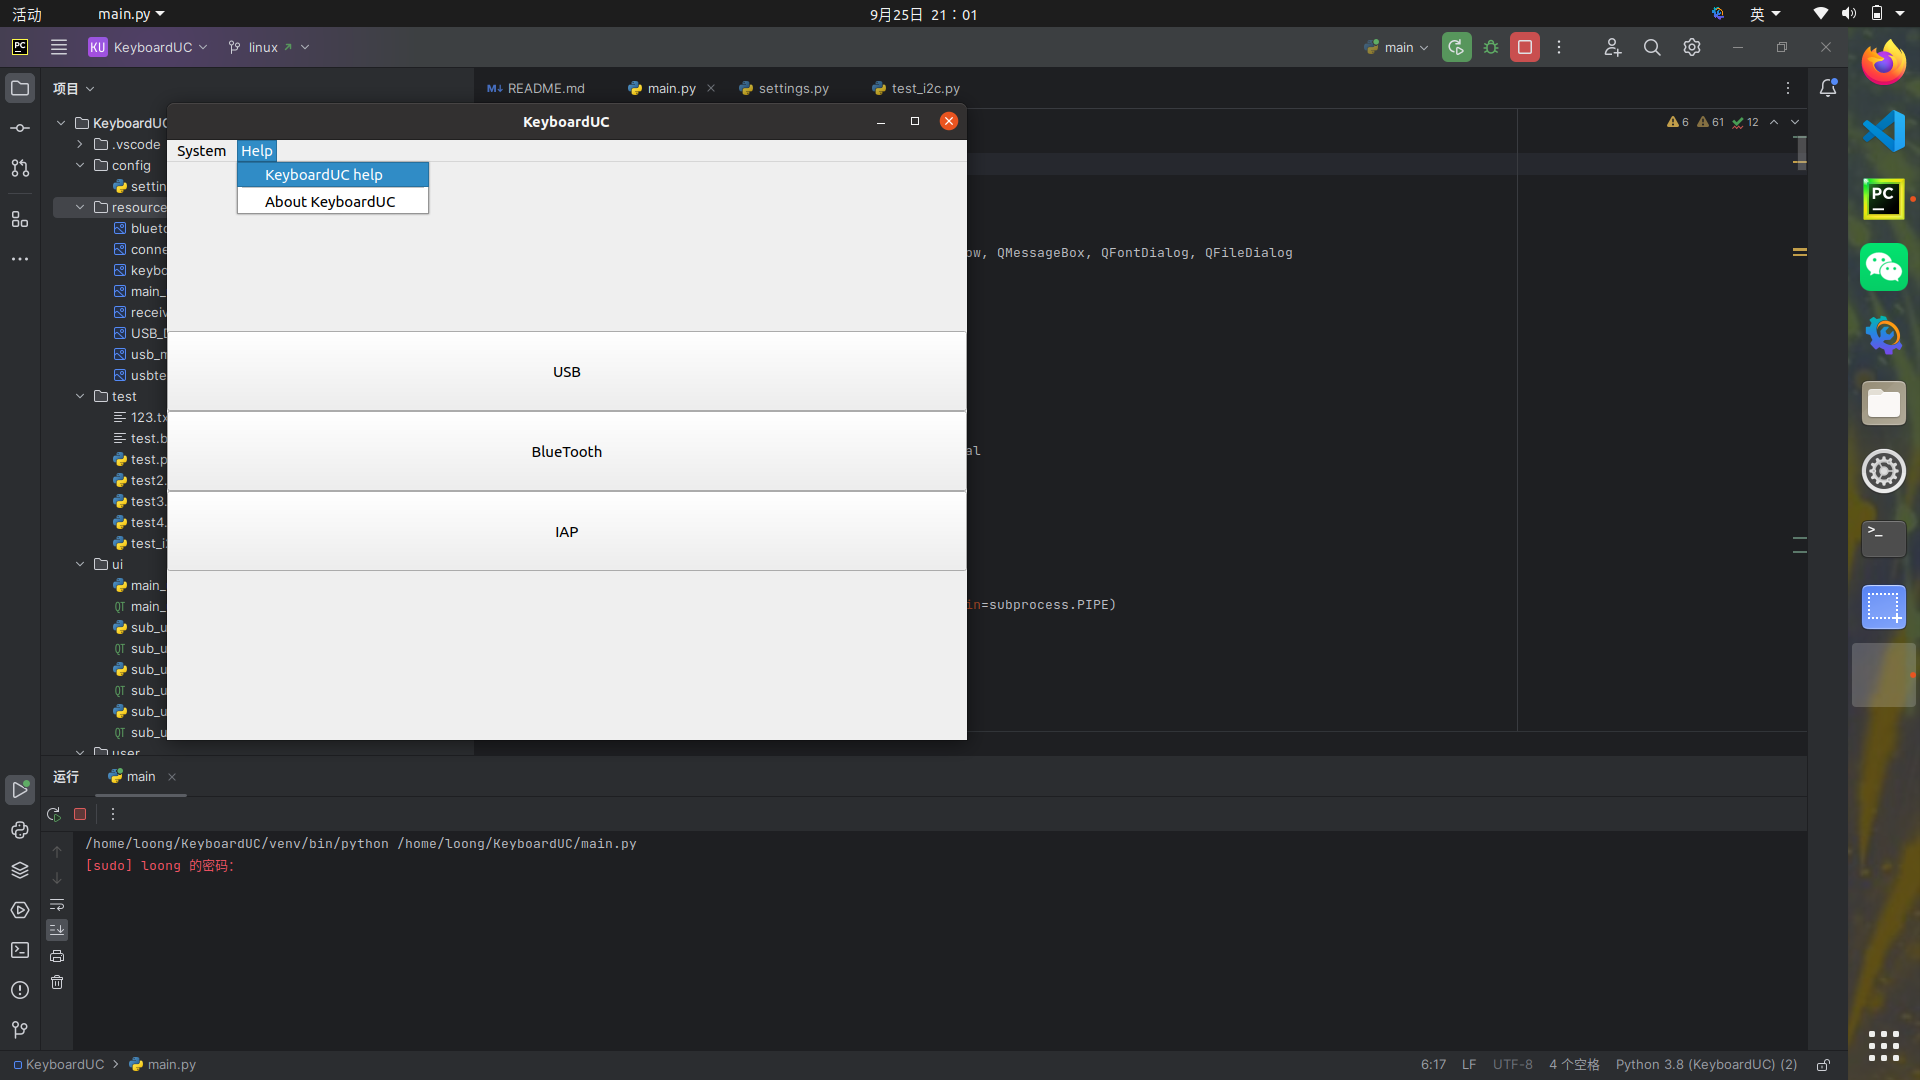 活动
main.py
9月25日 21：01
英
PC
KU KeyboardUC
linux
main
项目
README.md
main.py
settings.py
test_i2c.py
KeyboardUC
.vscode
config
settin
resource
blueto
conne
keybo
main_
receiv
USB_D
usb_m
usbte
test
123.tx
test.b
test.p
test2.
test3.
test4.
test_i
ui
main_
main_
sub_u
sub_u
sub_u
sub_u
sub_u
sub_u
user
KeyboardUC
System
Help
KeyboardUC help
About KeyboardUC
USB
BlueTooth
IAP
6
61
12
ow, QMessageBox, QFontDialog, QFileDialog
al
in=subprocess.PIPE)
运行
main
/home/loong/KeyboardUC/venv/bin/python /home/loong/KeyboardUC/main.py
[sudo] loong 的密码：
KeyboardUC
main.py
6:17
LF
UTF-8
4 个空格
Python 3.8 (KeyboardUC) (2)
PC